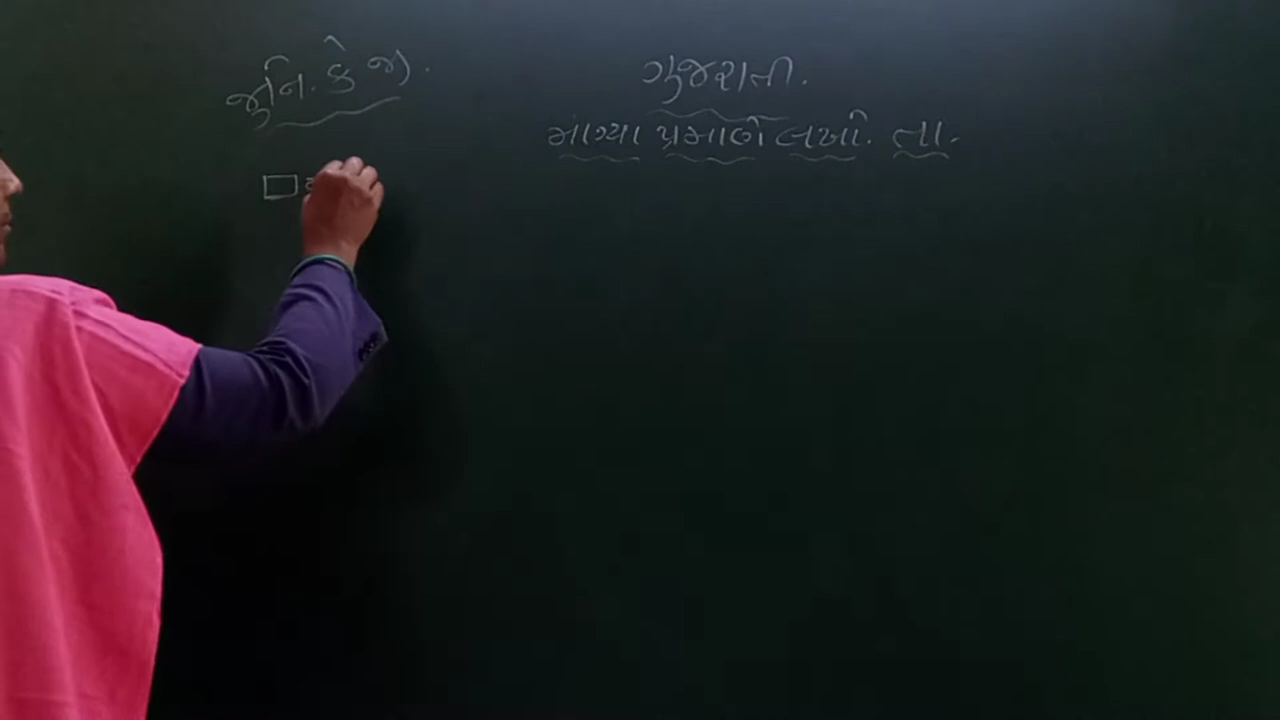 જુનિ. કે જી.
ગુજરાતી.
માગ્યા પ્રમાણે લખો. તા.